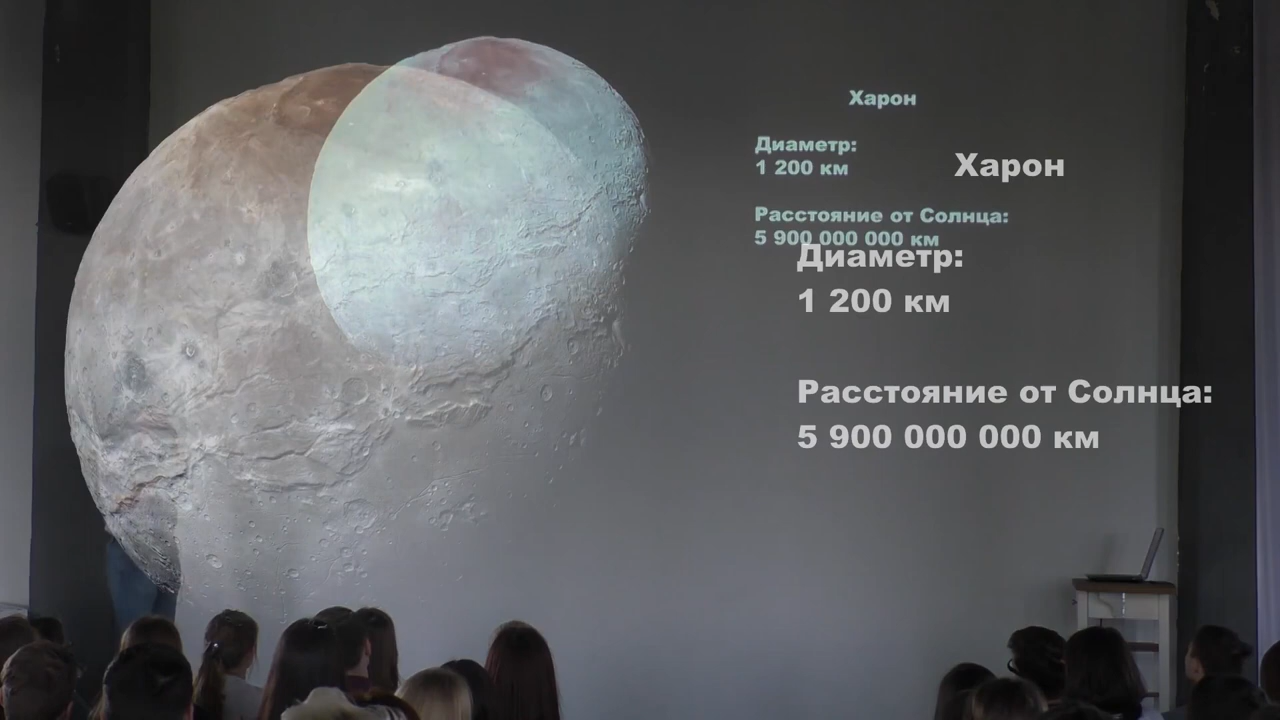 Харон
Диаметр:
1 200 км
Расстояние от Солнца:
5 900 000 000 км
Харон
Диаметр:
1 200 км
Расстояние от Солнца:
5 900 000 000 км